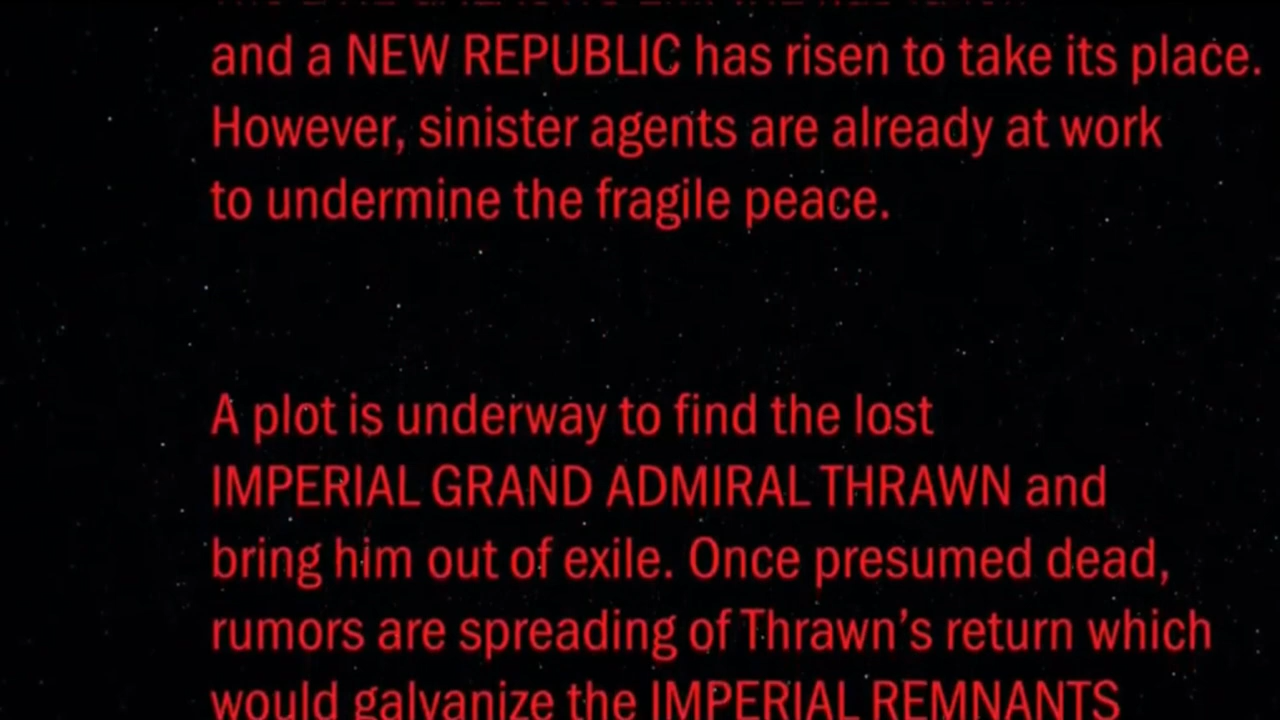 and a NEW REPUBLIC has risen to take its place.
However, sinister agents are already at work
to undermine the fragile peace.
A plot is underway to find the lost
IMPERIAL GRAND ADMIRAL THRAWN and
bring him out of exile. Once presumed dead,
rumors are spreading of Thrawn’s return which
would galvanize the IMPERIAL REMNANTS